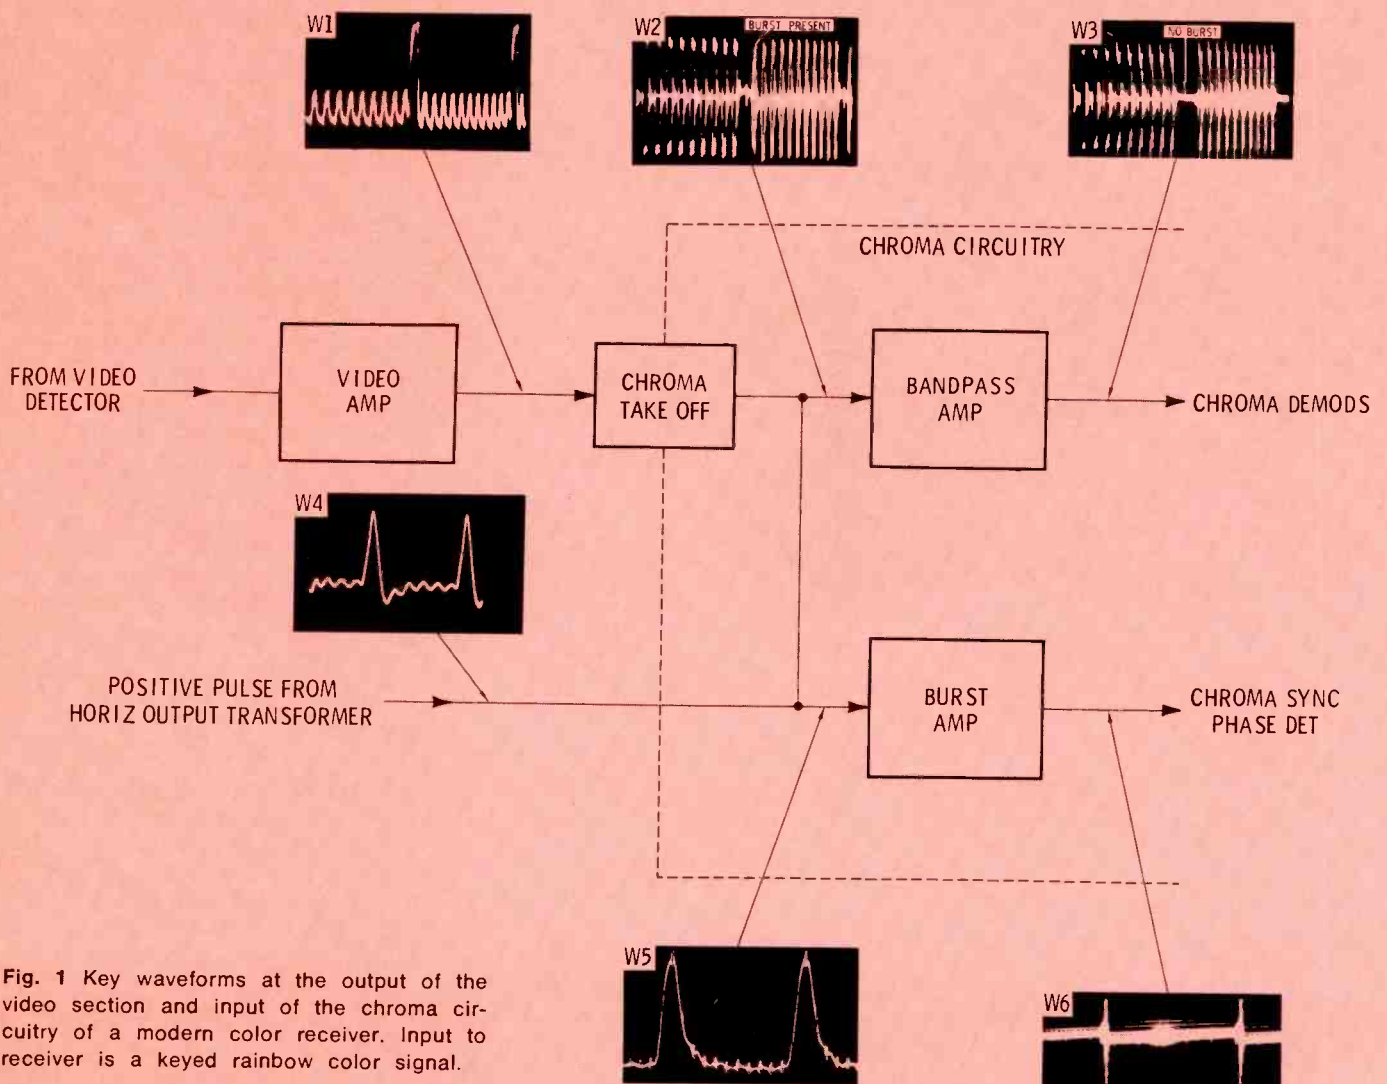 W1
W2
BURST PRESENT
W3
NO BURST
CHROMA CIRCUITRY
FROM VIDEO
DETECTOR
VIDEO
AMP
CHROMA
TAKE OFF
BANDPASS
AMP
CHROMA DEMODS
W4
POSITIVE PULSE FROM
HORIZ OUTPUT TRANSFORMER
BURST
AMP
CHROMA SYNC
PHASE DET
W5
W6
Fig. 1 Key waveforms at the output of the
video section and input of the chroma cir-
cuitry of a modern color receiver. Input to
receiver is a keyed rainbow color signal.